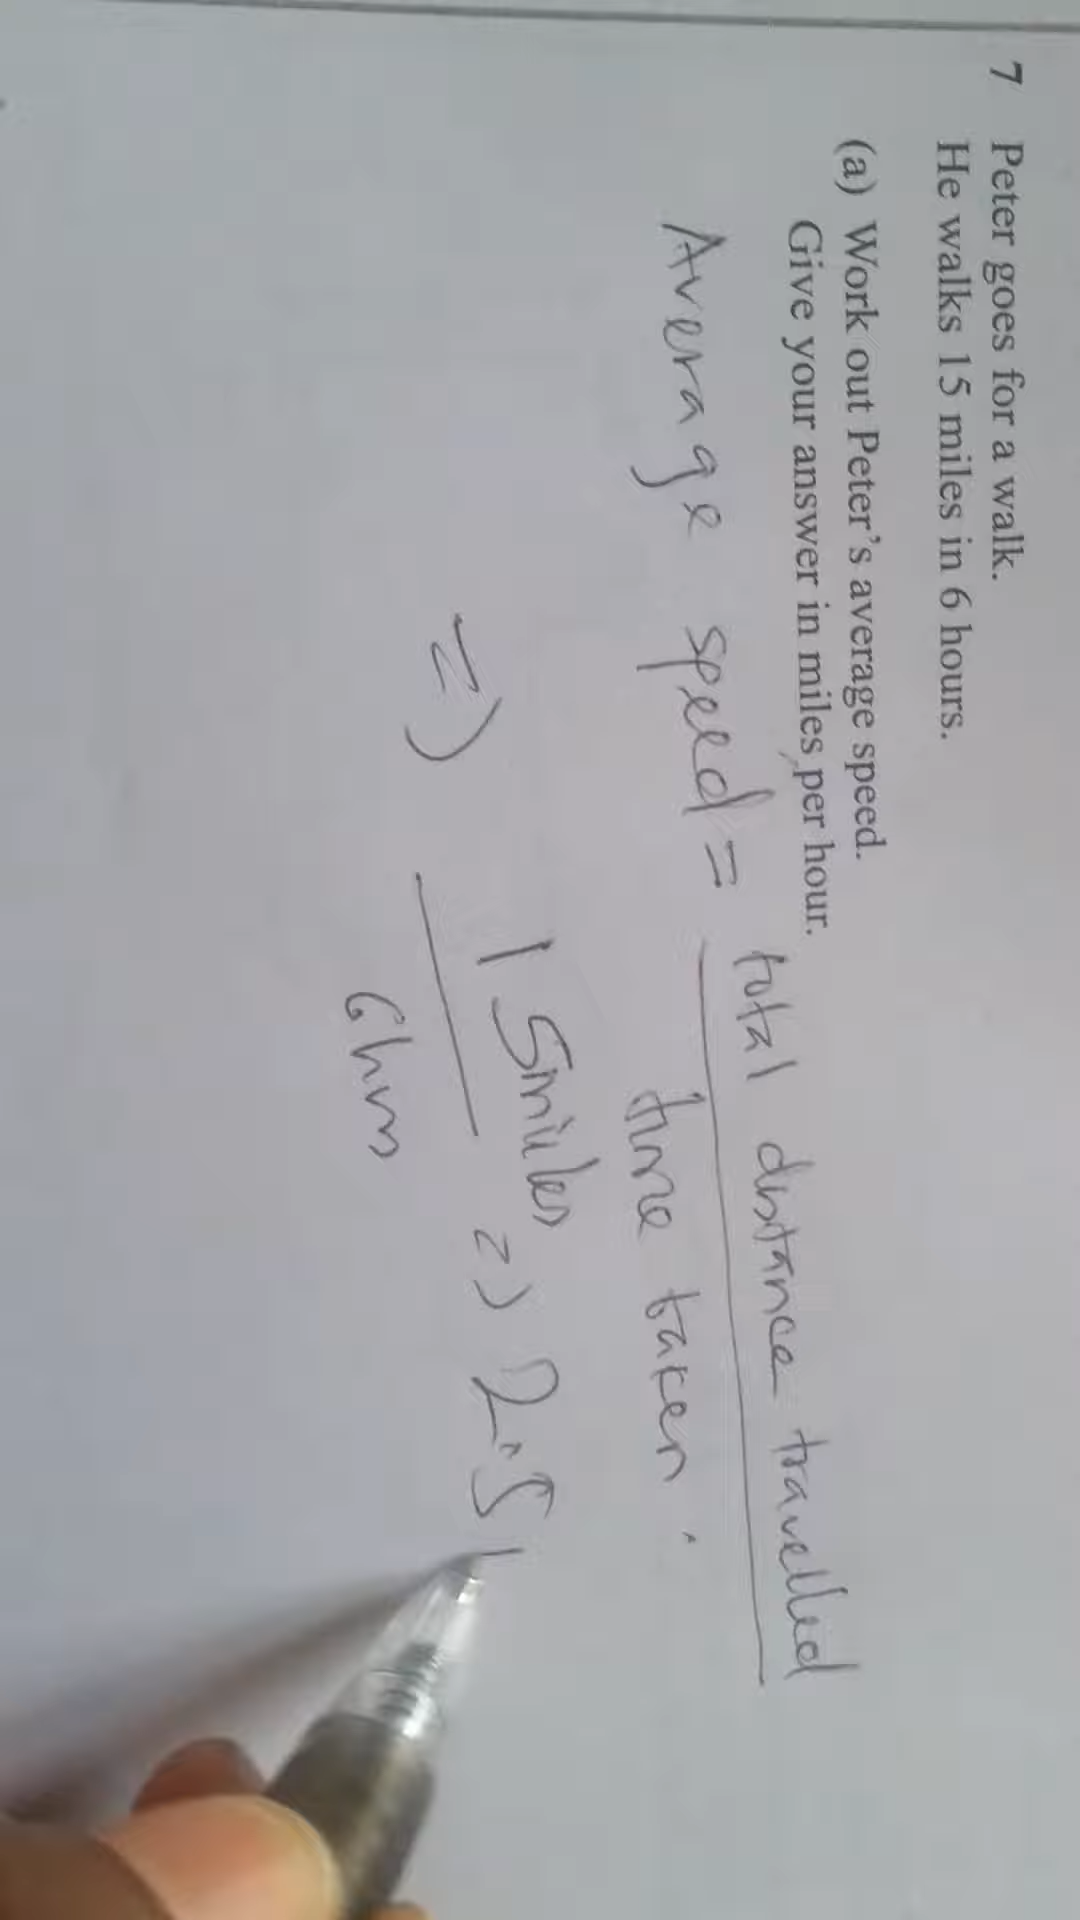 7 Peter goes for a walk.
He walks 15 miles in 6 hours.
(a) Work out Peter's average speed.
Give your answer in miles per hour.
Average speed = total distance travelled
time taken.
=) 15miles =) 2.5
6hrs